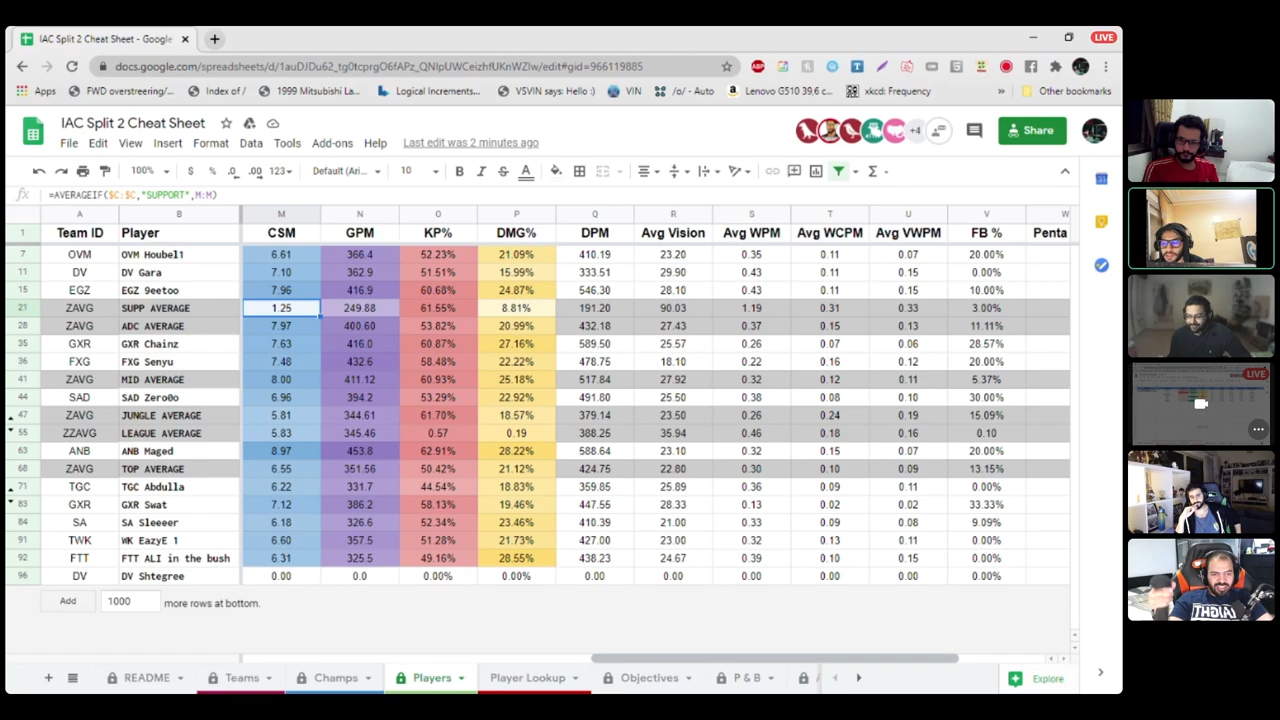 IAC Split 2 Cheat Sheet - Google
LIVE
docs.google.com/spreadsheets/d/1auDJDu62_tg0tcprgO6fAPz_QNlpUWCeizhfUKnWZIw/edit#gid=966119885
Apps FWD overstreering/... Index of / 1999 Mitsubishi La... Logical Increments... VSVIN says: Hello :) VIN /o/ - Auto Lenovo G510 39,6 c... xkcd: Frequency » Other bookmarks
IAC Split 2 Cheat Sheet
+4
Share
File Edit View Insert Format Data Tools Add-ons Help Last edit was 2 minutes ago
100% $ % .0 .00 123 Default (Ari... 10 B I S A Σ
fx =AVERAGEIF($C:$C,"SUPPORT",M:M)
A B M N O P Q R S T U V W
1 Team ID Player CSM GPM KP% DMG% DPM Avg Vision Avg WPM Avg WCPM Avg VWPM FB % Penta
7 OVM OVM Houbel1 6.61 366.4 52.23% 21.09% 410.19 23.20 0.35 0.11 0.07 20.00%
11 DV DV Gara 7.10 362.9 51.51% 15.99% 333.51 29.90 0.43 0.11 0.15 0.00%
15 EGZ EGZ 9eetoo 7.96 416.9 60.68% 24.87% 546.30 28.10 0.43 0.11 0.15 10.00%
21 ZAVG SUPP AVERAGE 1.25 249.88 61.55% 8.81% 191.20 90.03 1.19 0.31 0.33 3.00%
28 ZAVG ADC AVERAGE 7.97 400.60 53.82% 20.99% 432.18 27.43 0.37 0.15 0.07 11.11%
35 GXR GXR Chainz 7.63 416.0 60.87% 27.16% 589.50 25.57 0.26 0.07 0.06 28.57%
36 FXG FXG Senyu 7.48 432.6 58.48% 22.22% 478.75 18.10 0.22 0.16 0.12 20.00%
41 ZAVG MID AVERAGE 8.00 411.12 60.93% 25.18% 517.84 27.92 0.32 0.12 0.11 5.37%
44 SAD SAD Zer0o 6.96 394.2 53.29% 22.92% 491.80 25.50 0.38 0.08 0.10 30.00%
47 ZAVG JUNGLE AVERAGE 5.81 344.61 61.70% 18.57% 379.14 23.50 0.26 0.24 0.19 15.09%
55 ZZAVG LEAGUE AVERAGE 5.83 345.46 0.57 0.19 388.25 35.94 0.46 0.18 0.16 0.10
63 ANB ANB Maged 8.97 453.8 62.91% 28.22% 588.64 23.10 0.32 0.15 0.07 20.00%
68 ZAVG TOP AVERAGE 6.55 351.56 50.42% 21.12% 424.75 22.80 0.30 0.10 0.09 13.15%
71 TGC TGC Abdulla 6.22 331.7 44.54% 18.83% 359.85 25.89 0.36 0.09 0.11 0.00%
83 GXR GXR Swat 7.12 386.2 58.13% 19.46% 447.55 28.33 0.13 0.02 0.02 33.33%
84 SA SA Sleeeer 6.18 326.6 52.34% 23.46% 410.39 21.00 0.33 0.09 0.08 9.09%
91 TWK WK EazyE 1 6.60 357.5 51.28% 21.73% 427.00 23.00 0.32 0.13 0.11 0.00%
92 FTT FTT ALI in the bush 6.31 325.5 49.16% 28.55% 438.23 24.67 0.39 0.10 0.15 0.00%
96 DV DV Shtegree 0.00 0.0 0.00% 0.00% 0.00 0.00 0.00 0.00 0.00 0.00%
Add 1000 more rows at bottom.
README Teams Champs Players Player Lookup Objectives P & B Explore
LIVE